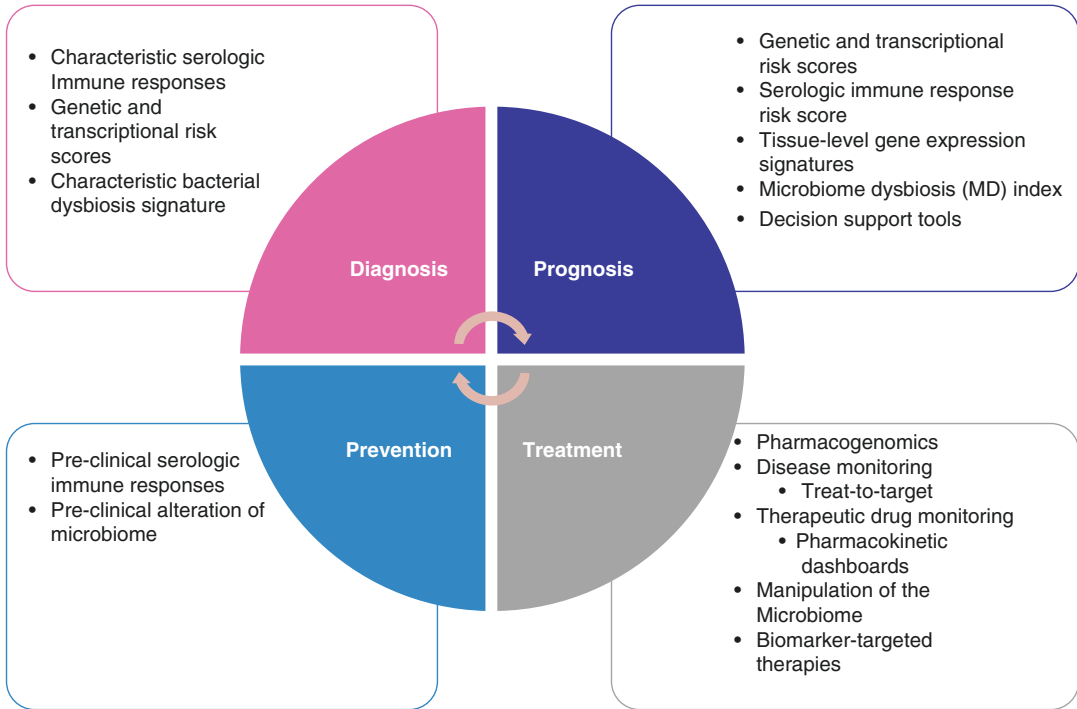 • Characteristic serologic
Immune responses
• Genetic and
transcriptional risk
scores
• Characteristic bacterial
dysbiosis signature
• Genetic and transcriptional
risk scores
• Serologic immune response
risk score
• Tissue-level gene expression
signatures
• Microbiome dysbiosis (MD) index
• Decision support tools
Diagnosis
Prognosis
Prevention
Treatment
• Pre-clinical serologic
immune responses
• Pre-clinical alteration of
microbiome
• Pharmacogenomics
• Disease monitoring
• Treat-to-target
• Therapeutic drug monitoring
• Pharmacokinetic
dashboards
• Manipulation of the
Microbiome
• Biomarker-targeted
therapies